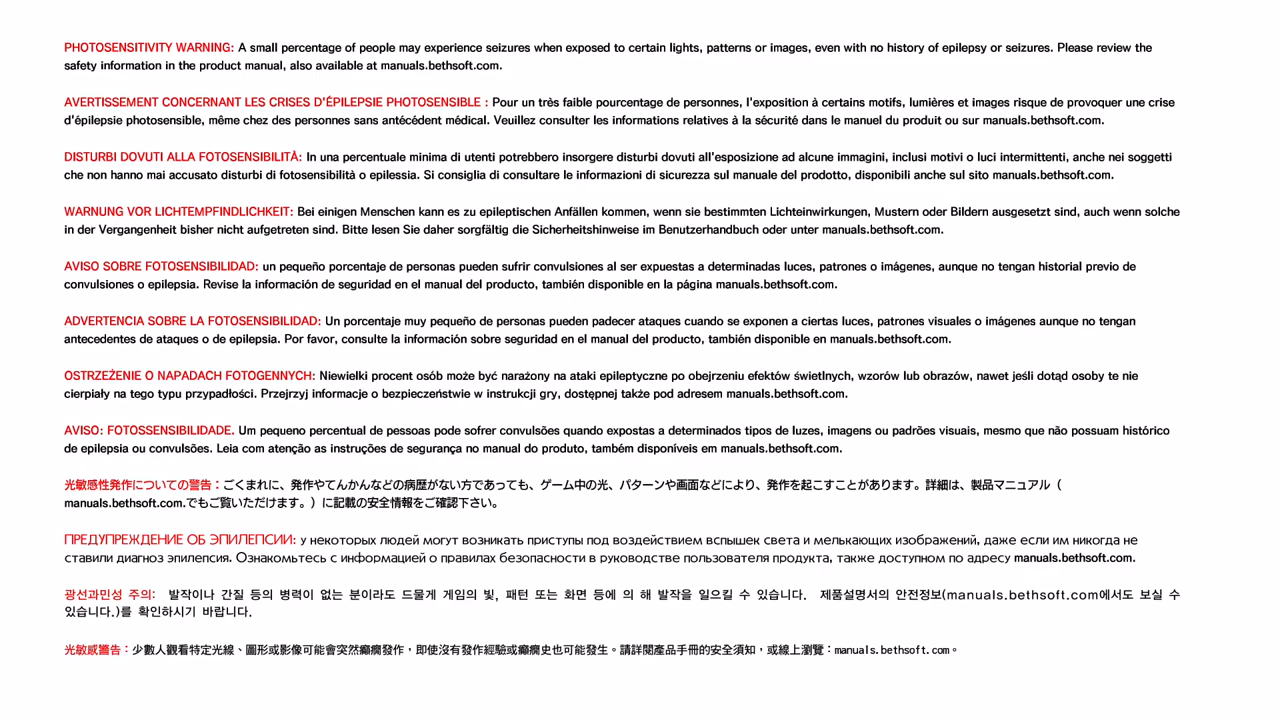 PHOTOSENSITIVITY WARNING: A small percentage of people may experience seizures when exposed to certain lights, patterns or images, even with no history of epilepsy or seizures. Please review the
safety information in the product manual, also available at manuals.bethsoft.com.
AVERTISSEMENT CONCERNANT LES CRISES D'ÉPILEPSIE PHOTOSENSIBLE : Pour un très faible pourcentage de personnes, l'exposition à certains motifs, lumières et images risque de provoquer une crise
d'épilepsie photosensible, même chez des personnes sans antécédent médical. Veuillez consulter les informations relatives à la sécurité dans le manuel du produit ou sur manuals.bethsoft.com.
DISTURBI DOVUTI ALLA FOTOSENSIBILITÀ: In una percentuale minima di utenti potrebbero insorgere disturbi dovuti all'esposizione ad alcune immagini, inclusi motivi o luci intermittenti, anche nei soggetti
che non hanno mai accusato disturbi di fotosensibilità o epilessia. Si consiglia di consultare le informazioni di sicurezza sul manuale del prodotto, disponibili anche sul sito manuals.bethsoft.com.
WARNUNG VOR LICHTEMPFINDLICHKEIT: Bei einigen Menschen kann es zu epileptischen Anfällen kommen, wenn sie bestimmten Lichteinwirkungen, Mustern oder Bildern ausgesetzt sind, auch wenn solche
in der Vergangenheit bisher nicht aufgetreten sind. Bitte lesen Sie daher sorgfältig die Sicherheitshinweise im Benutzerhandbuch oder unter manuals.bethsoft.com.
AVISO SOBRE FOTOSENSIBILIDAD: un pequeño porcentaje de personas pueden sufrir convulsiones al ser expuestas a determinadas luces, patrones o imágenes, aunque no tengan historial previo de
convulsiones o epilepsia. Revise la información de seguridad en el manual del producto, también disponible en la página manuals.bethsoft.com.
ADVERTENCIA SOBRE LA FOTOSENSIBILIDAD: Un porcentaje muy pequeño de personas pueden padecer ataques cuando se exponen a ciertas luces, patrones visuales o imágenes aunque no tengan
antecedentes de ataques o de epilepsia. Por favor, consulte la información sobre seguridad en el manual del producto, también disponible en manuals.bethsoft.com.
OSTRZEŻENIE O NAPADACH FOTOGENNYCH: Niewielki procent osób może być narażony na ataki epileptyczne po obejrzeniu efektów świetlnych, wzorów lub obrazów, nawet jeśli dotąd osoby te nie
cierpiały na tego typu przypadłości. Przejrzyj informacje o bezpieczeństwie w instrukcji gry, dostępnej także pod adresem manuals.bethsoft.com.
AVISO: FOTOSSENSIBILIDADE. Um pequeno percentual de pessoas pode sofrer convulsões quando expostas a determinados tipos de luzes, imagens ou padrões visuais, mesmo que não possuam histórico
de epilepsia ou convulsões. Leia com atenção as instruções de segurança no manual do produto, também disponíveis em manuals.bethsoft.com.
光敏感性発作についての警告：ごくまれに、発作やてんかんなどの病歴がない方であっても、ゲーム中の光、パターンや画面などにより、発作を起こすことがあります。詳細は、製品マニュアル（
manuals.bethsoft.com.でもご覧いただけます。）に記載の安全情報をご確認下さい。
ПРЕДУПРЕЖДЕНИЕ ОБ ЭПИЛЕПСИИ: у некоторых людей могут возникать приступы под воздействием вспышек света и мелькающих изображений, даже если им никогда не
ставили диагноз эпилепсия. Ознакомьтесь с информацией о правилах безопасности в руководстве пользователя продукта, также доступном по адресу manuals.bethsoft.com.
광선과민성 주의: 발작이나 간질 등의 병력이 없는 분이라도 드물게 게임의 빛, 패턴 또는 화면 등에 의 해 발작을 일으킬 수 있습니다. 제품설명서의 안전정보(manuals.bethsoft.com에서도 보실 수
있습니다.)를 확인하시기 바랍니다.
光敏感警告：少數人觀看特定光線、圖形或影像可能會突然癲癇發作，即使沒有發作經驗或癲癇史也可能發生。請詳閱產品手冊的安全須知，或線上瀏覽：manuals.bethsoft.com。